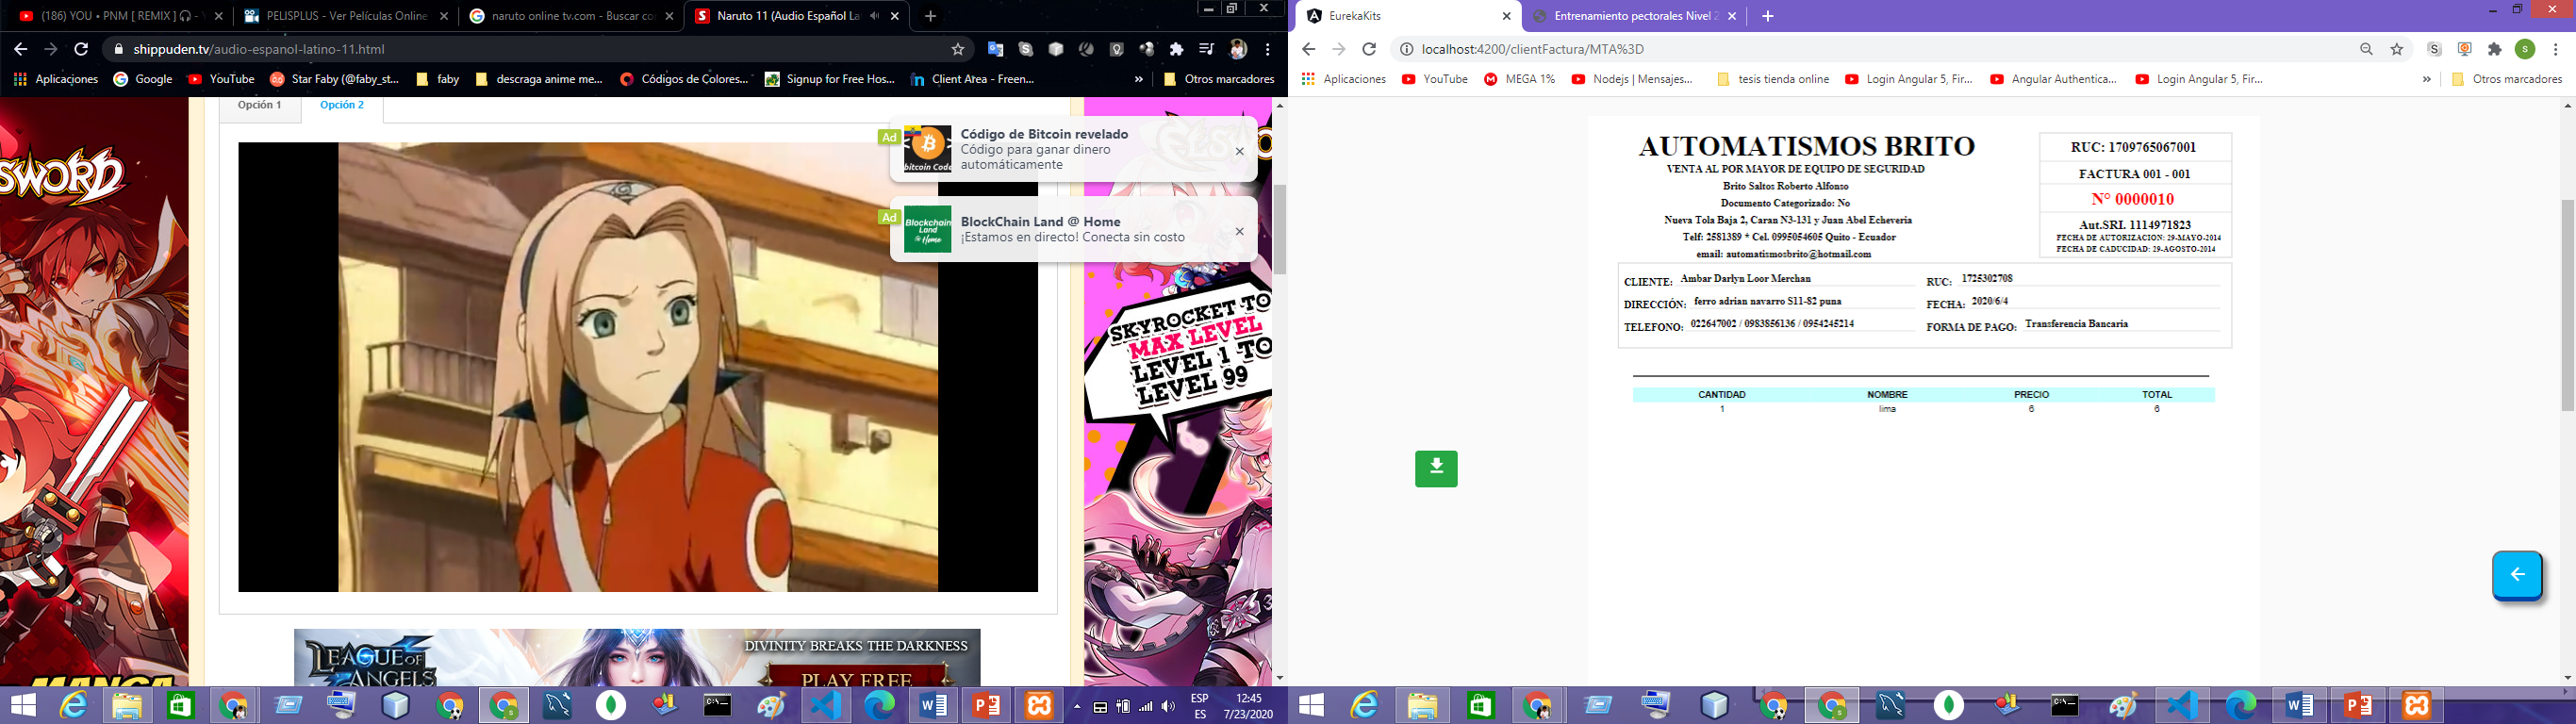 (186) YOU • PNM [ REMIX ] 🎧 - Y
PELISPLUS - Ver Películas Online
naruto online tv.com - Buscar co
Naruto 11 (Audio Español La
shippuden.tv/audio-espanol-latino-11.html
Aplicaciones
Google
YouTube
Star Faby (@faby_st...
faby
descraga anime me...
Códigos de Colores...
Signup for Free Hos...
Client Area - Freen...
»
Otros marcadores
Opción 1
Opción 2
SWORD
Ad
Código de Bitcoin revelado
Código para ganar dinero
automáticamente
bitcoin Code
Ad
BlockChain Land @ Home
¡Estamos en directo! Conecta sin costo
Blockchain
Land
@ Home
SKYROCKET TO
MAX LEVEL
LEVEL 1 TO
LEVEL 99
LEAGUE OF
ANGELS
DIVINITY BREAKS THE DARKNESS
PLAY FREE
MANGA
ESP
ES
12:45
7/23/2020
EurekaKits
Entrenamiento pectorales Nivel 2
localhost:4200/clientFactura/MTA%3D
Aplicaciones
YouTube
MEGA 1%
Nodejs | Mensajes...
tesis tienda online
Login Angular 5, Fir...
Angular Authentica...
Login Angular 5, Fir...
»
Otros marcadores
AUTOMATISMOS BRITO
VENTA AL POR MAYOR DE EQUIPO DE SEGURIDAD
Brito Saltos Roberto Alfonso
Documento Categorizado: No
Nueva Tola Baja 2, Caran N3-131 y Juan Abel Echeveria
Telf: 2581389 * Cel. 0995054605 Quito - Ecuador
email: automatismosbrito@hotmail.com
RUC: 1709765067001
FACTURA 001 - 001
N° 0000010
Aut.SRI. 1114971823
FECHA DE AUTORIZACION: 29-MAYO-2014
FECHA DE CADUCIDAD: 29-AGOSTO-2014
CLIENTE: Ambar Darlyn Loor Merchan
RUC: 1725302708
DIRECCIÓN: ferro adrian navarro S11-82 puna
FECHA: 2020/6/4
TELEFONO: 022647002 / 0983856136 / 0954245214
FORMA DE PAGO: Transferencia Bancaria
CANTIDAD NOMBRE PRECIO TOTAL
1 lima 6 6